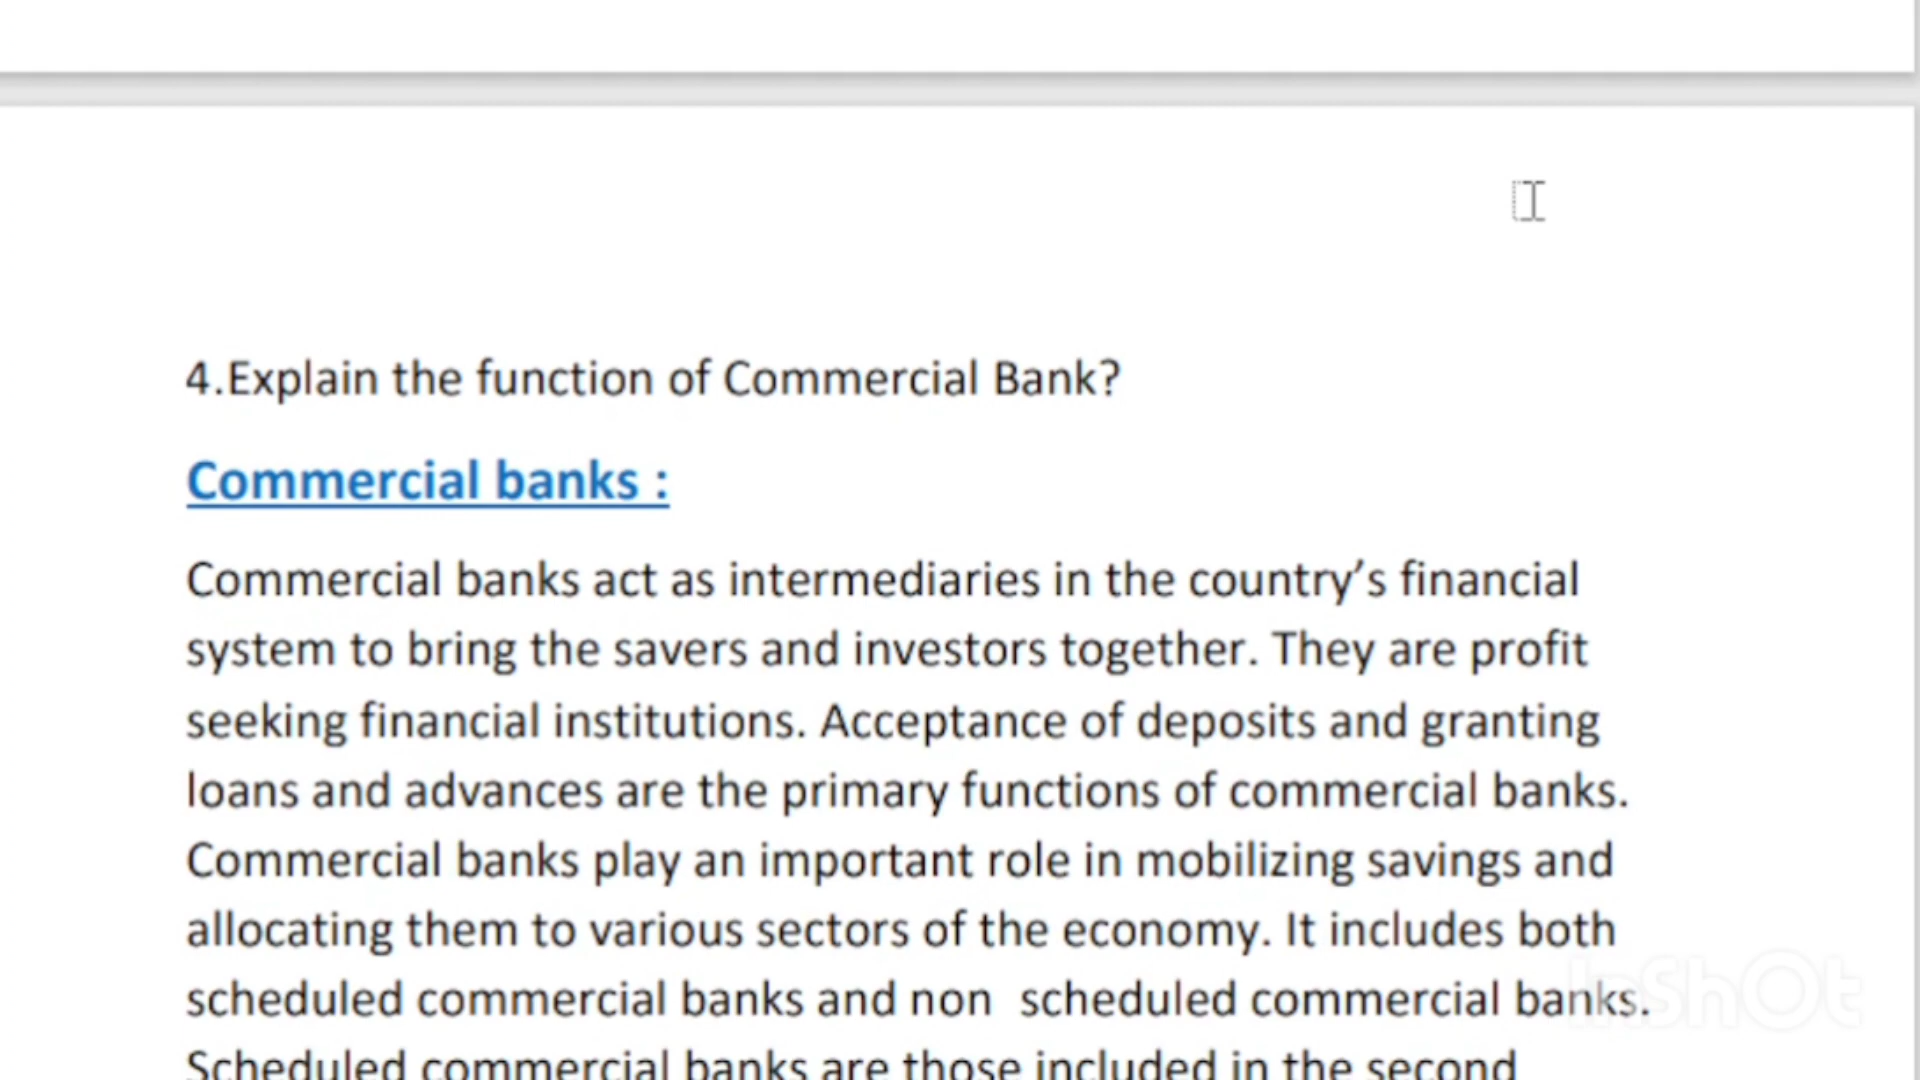 4.Explain the function of Commercial Bank?
Commercial banks :
Commercial banks act as intermediaries in the country’s financial
system to bring the savers and investors together. They are profit
seeking financial institutions. Acceptance of deposits and granting
loans and advances are the primary functions of commercial banks.
Commercial banks play an important role in mobilizing savings and
allocating them to various sectors of the economy. It includes both
scheduled commercial banks and non  scheduled commercial banks.
Scheduled commercial banks are those included in the second
InShOt